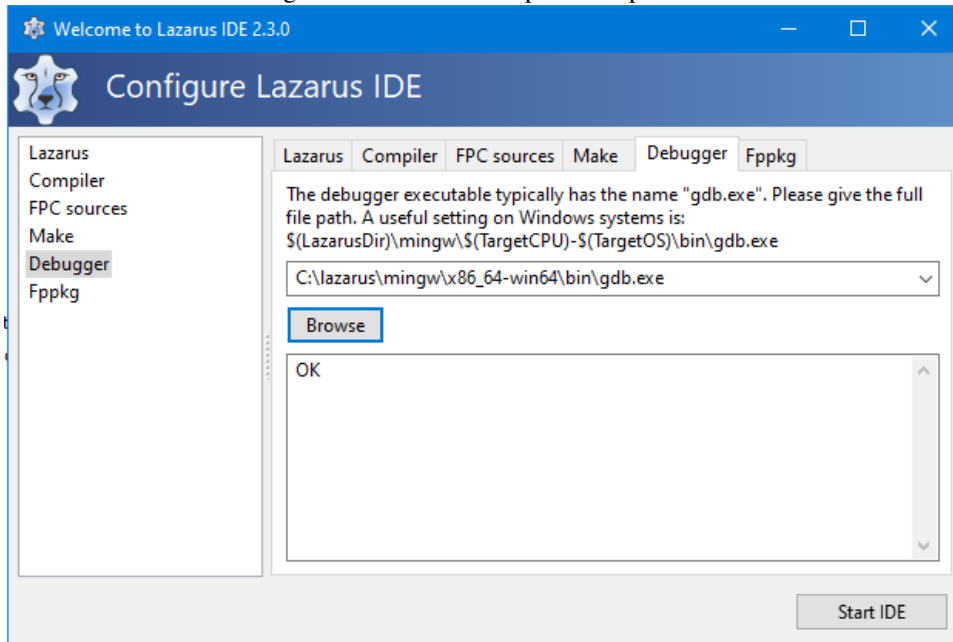 Welcome to Lazarus IDE 2.3.0
Configure Lazarus IDE
Lazarus
Compiler
FPC sources
Make
Debugger
Fppkg
Lazarus Compiler FPC sources Make Debugger Fppkg
The debugger executable typically has the name "gdb.exe". Please give the full
file path. A useful setting on Windows systems is:
$(LazarusDir)\mingw\$(TargetCPU)-$(TargetOS)\bin\gdb.exe
C:\lazarus\mingw\x86_64-win64\bin\gdb.exe
Browse
OK
Start IDE